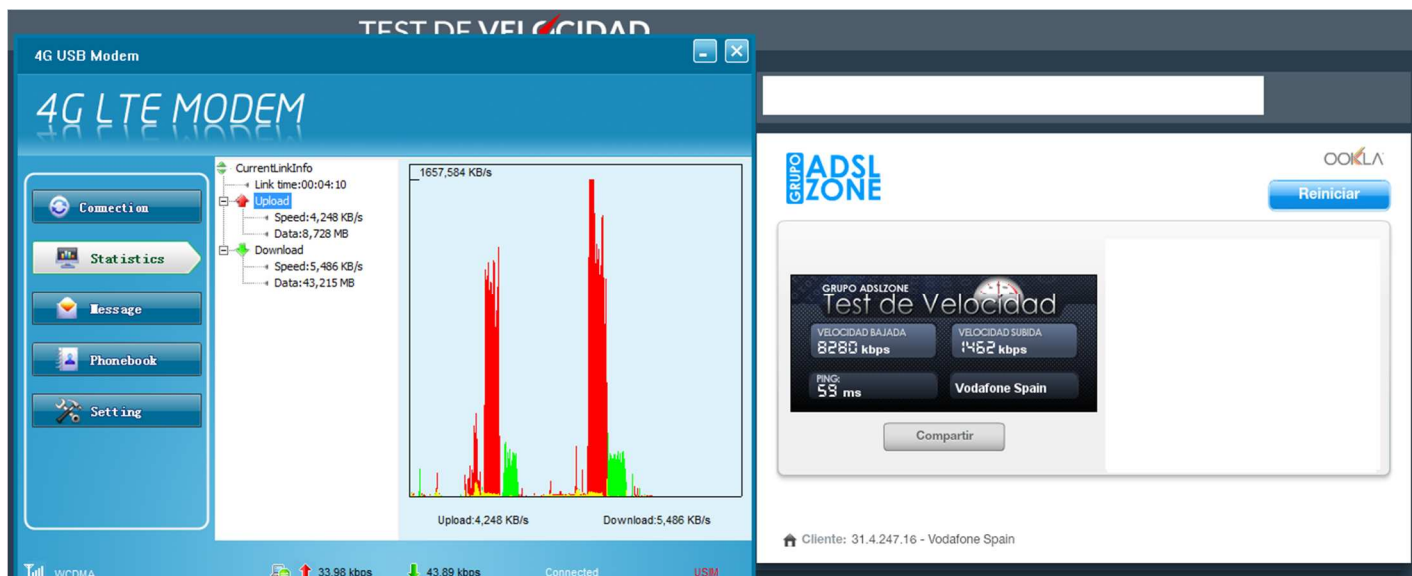 TEST DE VELOCIDAD
4G USB Modem
4G LTE MODEM
Connection
Statistics
Message
Phonebook
Setting
CurrentLinkInfo
Link time:00:04:10
Upload
Speed:4,248 KB/s
Data:8,728 MB
Download
Speed:5,486 KB/s
Data:43,215 MB
1657,584 KB/s
Upload:4,248 KB/s
Download:5,486 KB/s
WCDMA
33.98 kbps
43.89 kbps
Connected
USIM
GRUPO
ADSL
ZONE
OOKLA
Reiniciar
GRUPO ADSLZONE
Test de Velocidad
VELOCIDAD BAJADA
8280 kbps
VELOCIDAD SUBIDA
1462 kbps
PING:
59 ms
Vodafone Spain
Compartir
Cliente: 31.4.247.16 - Vodafone Spain